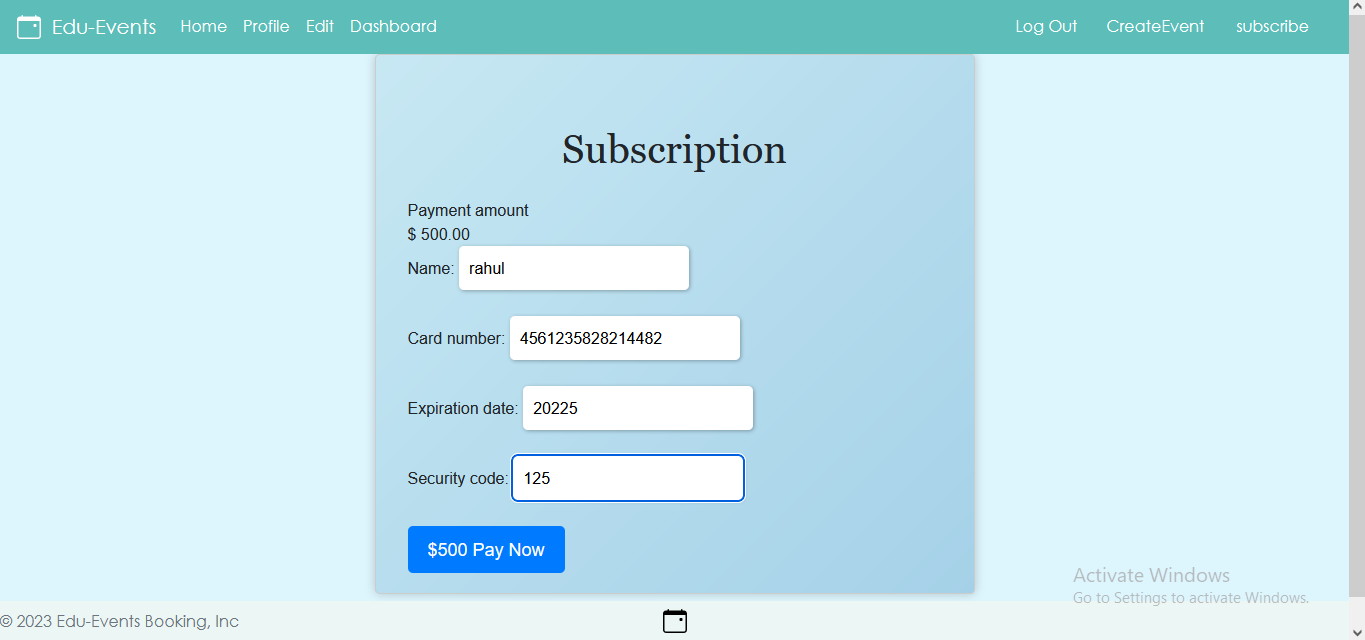 Edu-Events Home Profile Edit Dashboard Log Out CreateEvent subscribe
Subscription
Payment amount
$ 500.00
Name: rahul
Card number: 4561235828214482
Expiration date: 20225
Security code: 125
$500 Pay Now
Activate Windows
Go to Settings to activate Windows.
© 2023 Edu-Events Booking, Inc